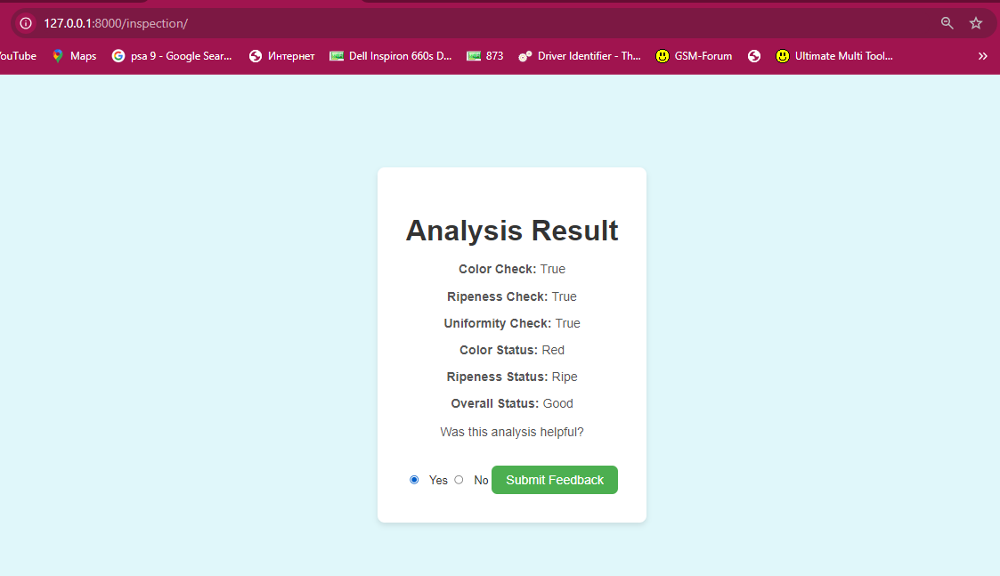 127.0.0.1:8000/inspection/
ouTube Maps psa 9 - Google Sear... Интернет Dell Inspiron 660s D... 873 Driver Identifier - Th... GSM-Forum Ultimate Multi Tool... »
Analysis Result
Color Check: True
Ripeness Check: True
Uniformity Check: True
Color Status: Red
Ripeness Status: Ripe
Overall Status: Good
Was this analysis helpful?
Yes No Submit Feedback